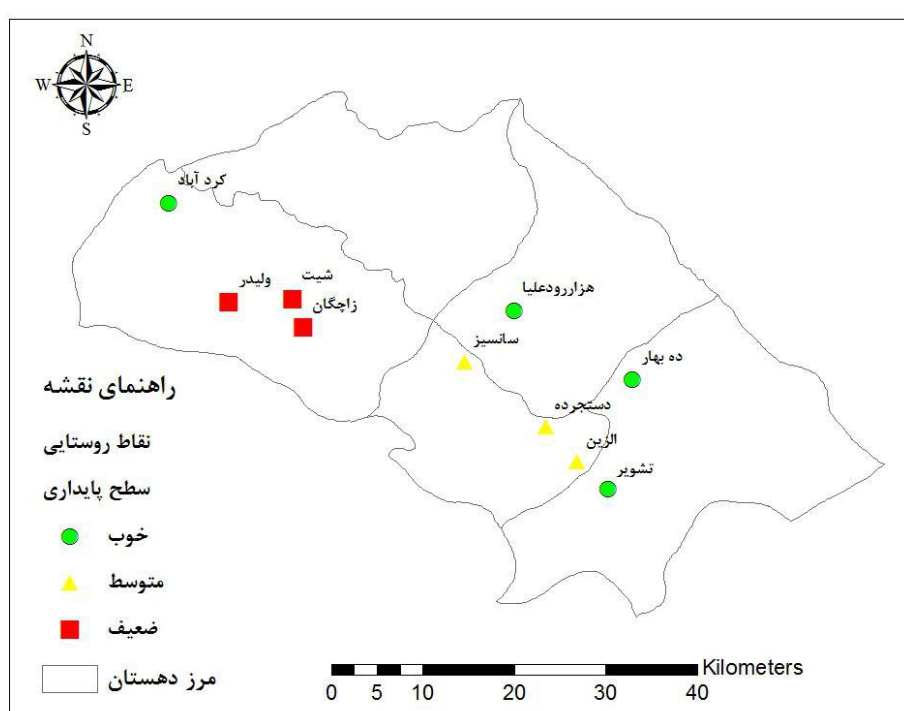 N
W E
S
کرد آباد
ولیدر
شیت
زاچگان
هزاررودعلیا
سانسیز
ده بهار
دستجرده
الزین
تشویر
راهنمای نقشه
نقاط روستایی
سطح پایداری
خوب
متوسط
ضعیف
مرز دهستان
Kilometers
0 5 10 20 30 40